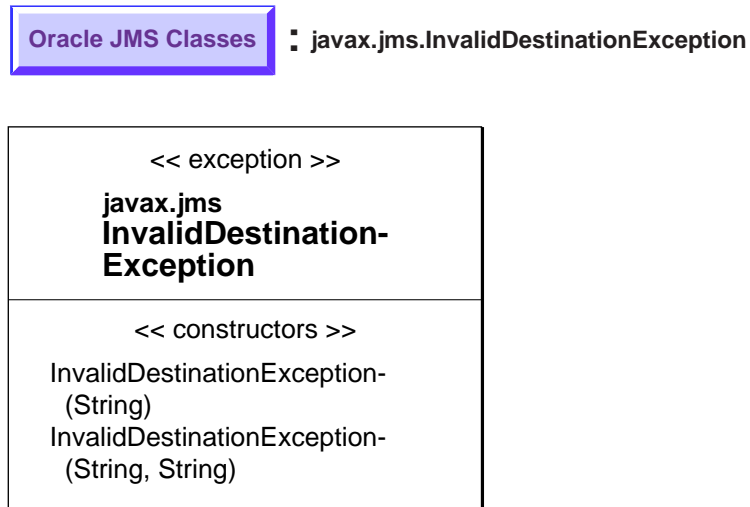 Oracle JMS Classes : javax.jms.InvalidDestinationException
<< exception >>
javax.jms
InvalidDestination-
Exception
<< constructors >>
InvalidDestinationException-
(String)
InvalidDestinationException-
(String, String)